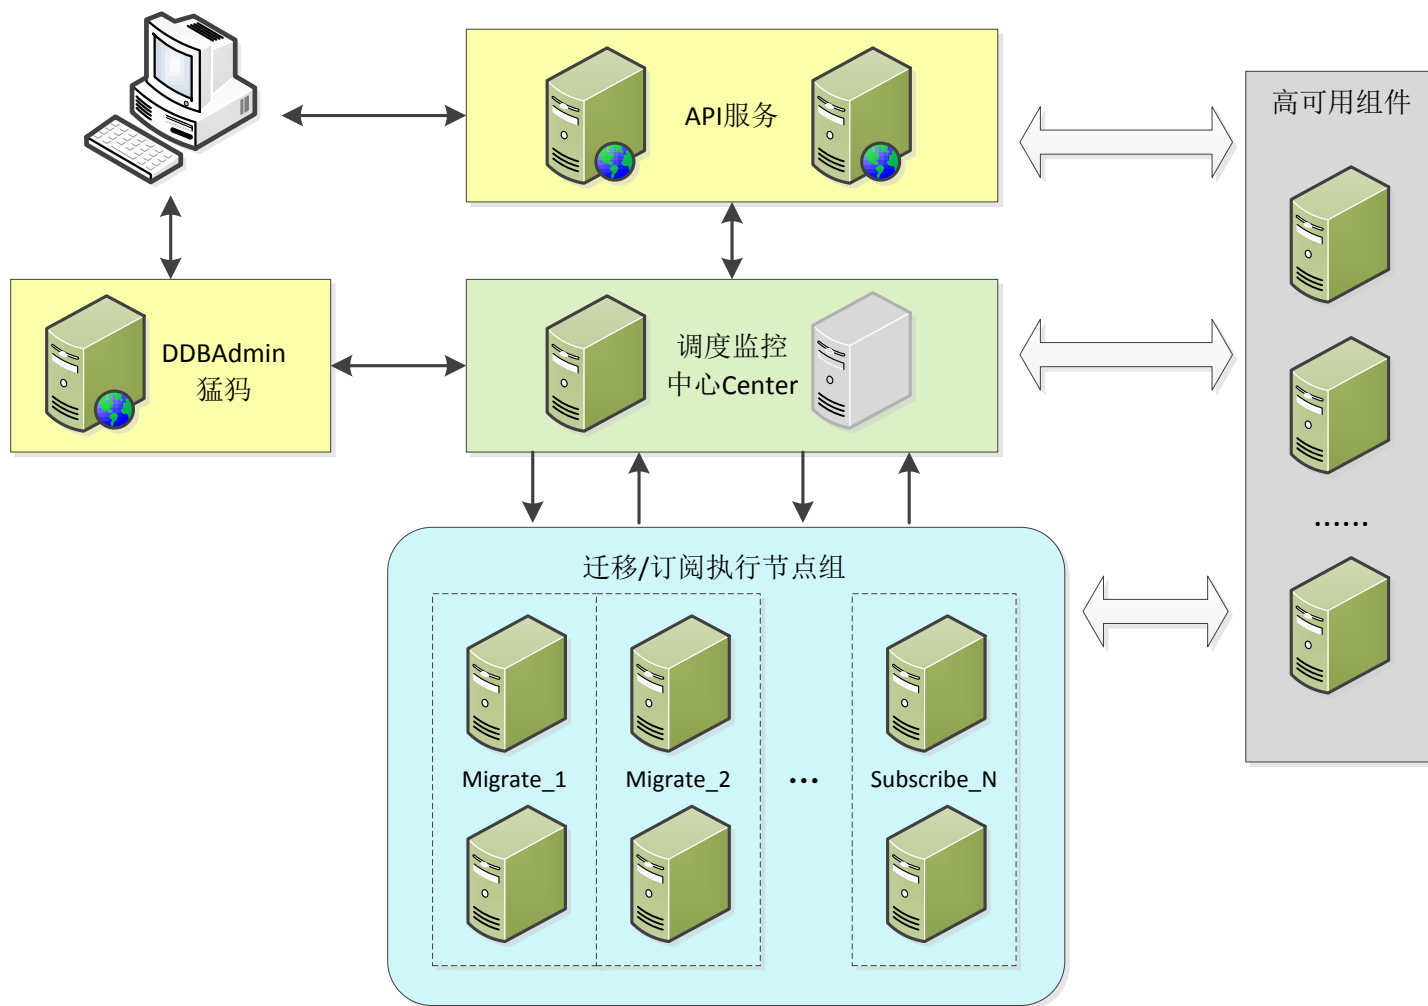 API服务
高可用组件
DDBAdmin
猛犸
调度监控
中心Center
......
迁移/订阅执行节点组
Migrate_1
Migrate_2
...
Subscribe_N